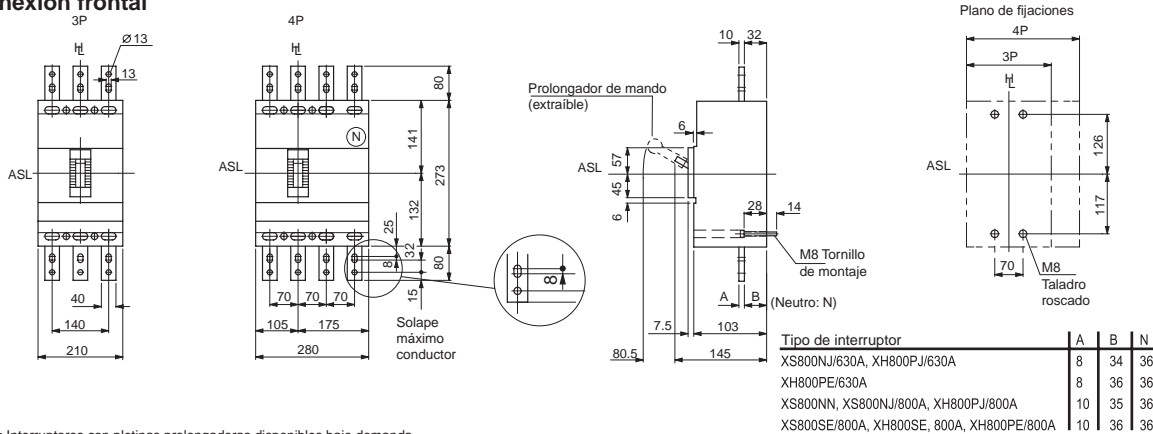 nexión frontal
3P
4P
Plano de fijaciones
4P
3P
HL
HL
HL
Ø 13
13
10
32
80
Prolongador de mando
(extraíble)
141
N
6
57
126
ASL
ASL
ASL
ASL
273
45
132
6
28
14
117
25
32
8
80
8
M8 Tornillo
de montaje
70
M8
Taladro
roscado
40
70
70
70
15
A
B
(Neutro: N)
140
105
175
Solape
máximo
conductor
7.5
103
210
280
80.5
145
Tipo de interruptor A B N
XS800NJ/630A, XH800PJ/630A 8 34 36
XH800PE/630A 8 36 36
XS800NN, XS800NJ/800A, XH800PJ/800A 10 35 36
XS800SE/800A, XH800SE, 800A, XH800PE/800A 10 36 36